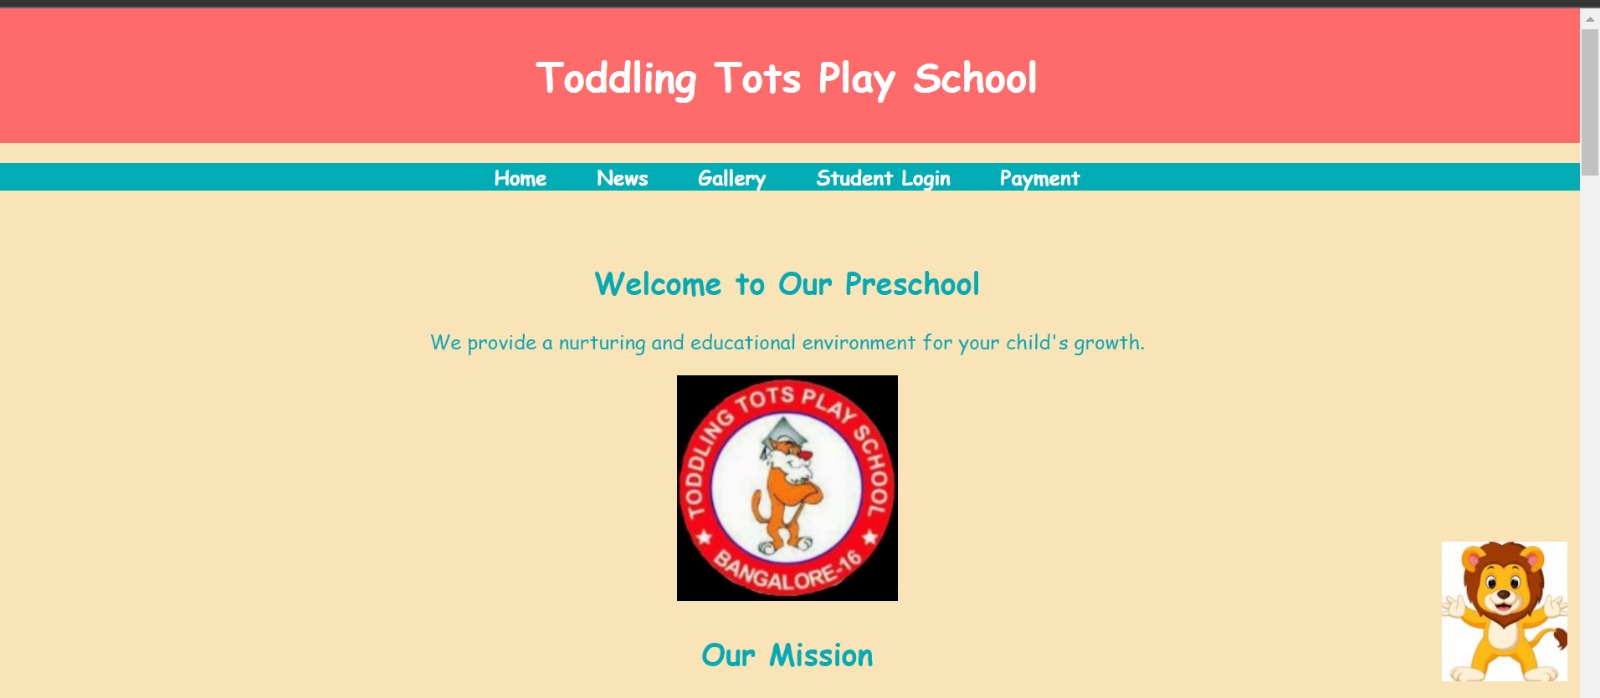 Toddling Tots Play School
Home News Gallery Student Login Payment
Welcome to Our Preschool
We provide a nurturing and educational environment for your child's growth.
TODDLING TOTS PLAY SCHOOL
BANGALORE-16
Our Mission